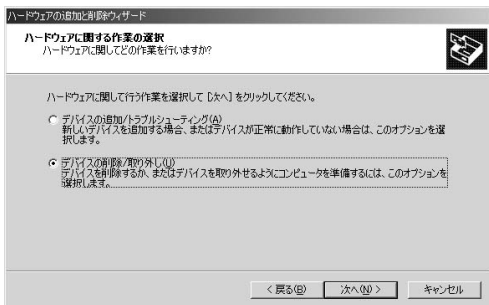 ハードウェアの追加と削除ウィザード
ハードウェアに関する作業の選択
ハードウェアに関してどの作業を行いますか?
ハードウェアに関して行う作業を選択して [次へ] をクリックしてください。
デバイスの追加/トラブルシューティング(A)
新しいデバイスを追加する場合、またはデバイスが正常に動作していない場合は、このオプションを選
択します。
デバイスの削除/取り外し(U)
デバイスを削除するか、またはデバイスを取り外せるようにコンピュータを準備するには、このオプションを
選択します。
< 戻る(B) 次へ(N) > キャンセル